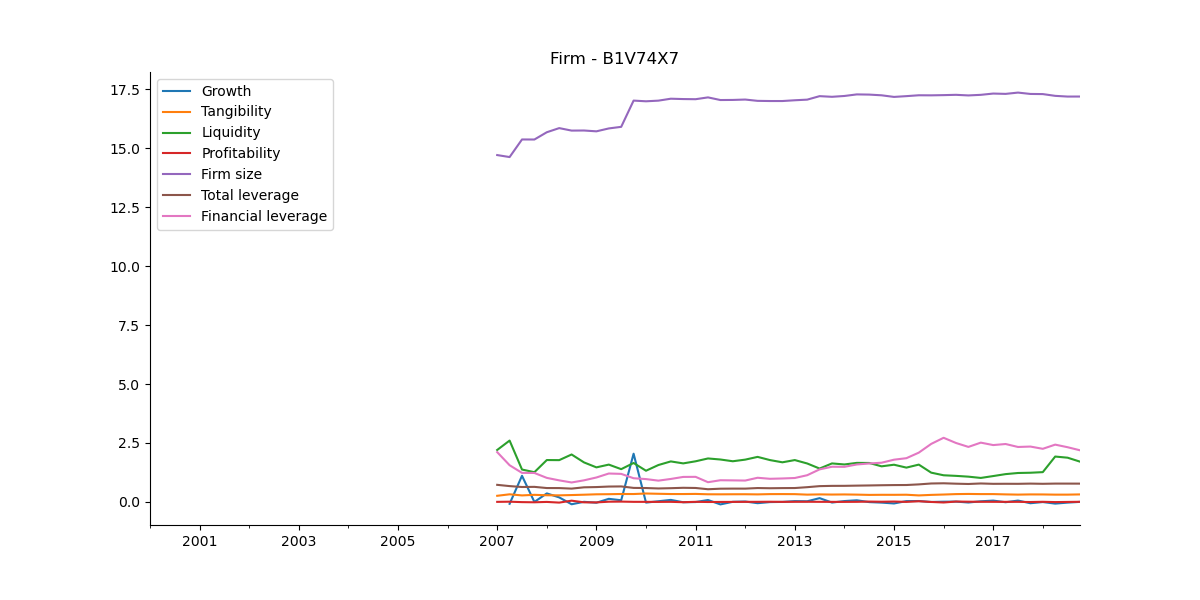 Firm - B1V74X7
17.5
15.0
12.5
10.0
7.5
5.0
2.5
0.0
Growth
Tangibility
Liquidity
Profitability
Firm size
Total leverage
Financial leverage
2001 2003 2005 2007 2009 2011 2013 2015 2017